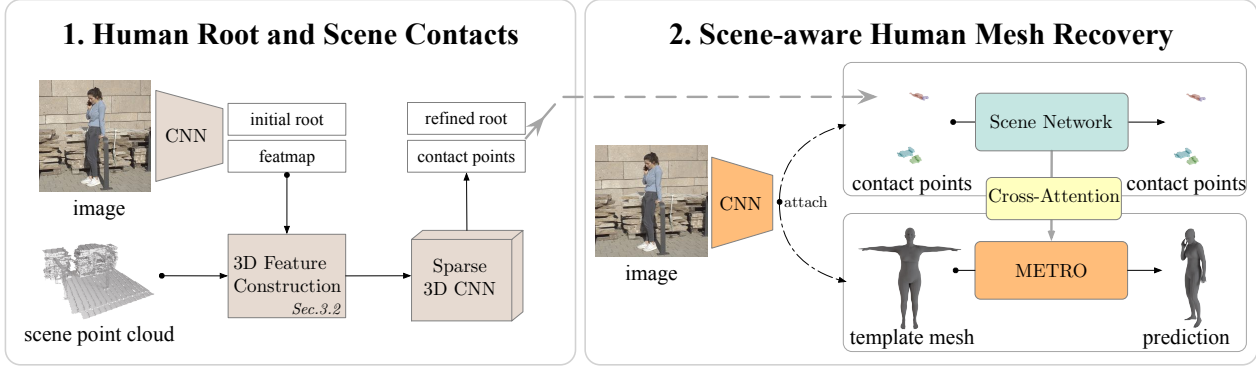 1. Human Root and Scene Contacts
CNN
initial root
featmap
refined root
contact points
image
3D Feature
Construction
Sec.3.2
Sparse
3D CNN
scene point cloud
2. Scene-aware Human Mesh Recovery
image
CNN
attach
Scene Network
contact points
contact points
Cross-Attention
METRO
template mesh
prediction